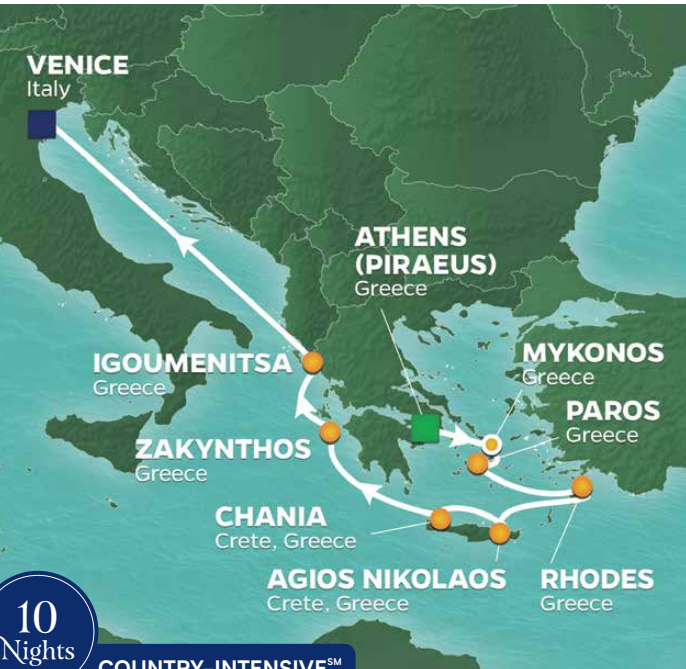 VENICE
Italy
ATHENS
(PIRAEUS)
Greece
IGOUMENITSA
Greece
MYKONOS
Greece
PAROS
Greece
ZAKYNTHOS
Greece
CHANIA
Crete, Greece
AGIOS NIKOLAOS
Crete, Greece
RHODES
Greece
10
Nights
COUNTRY-INTENSIVE℠